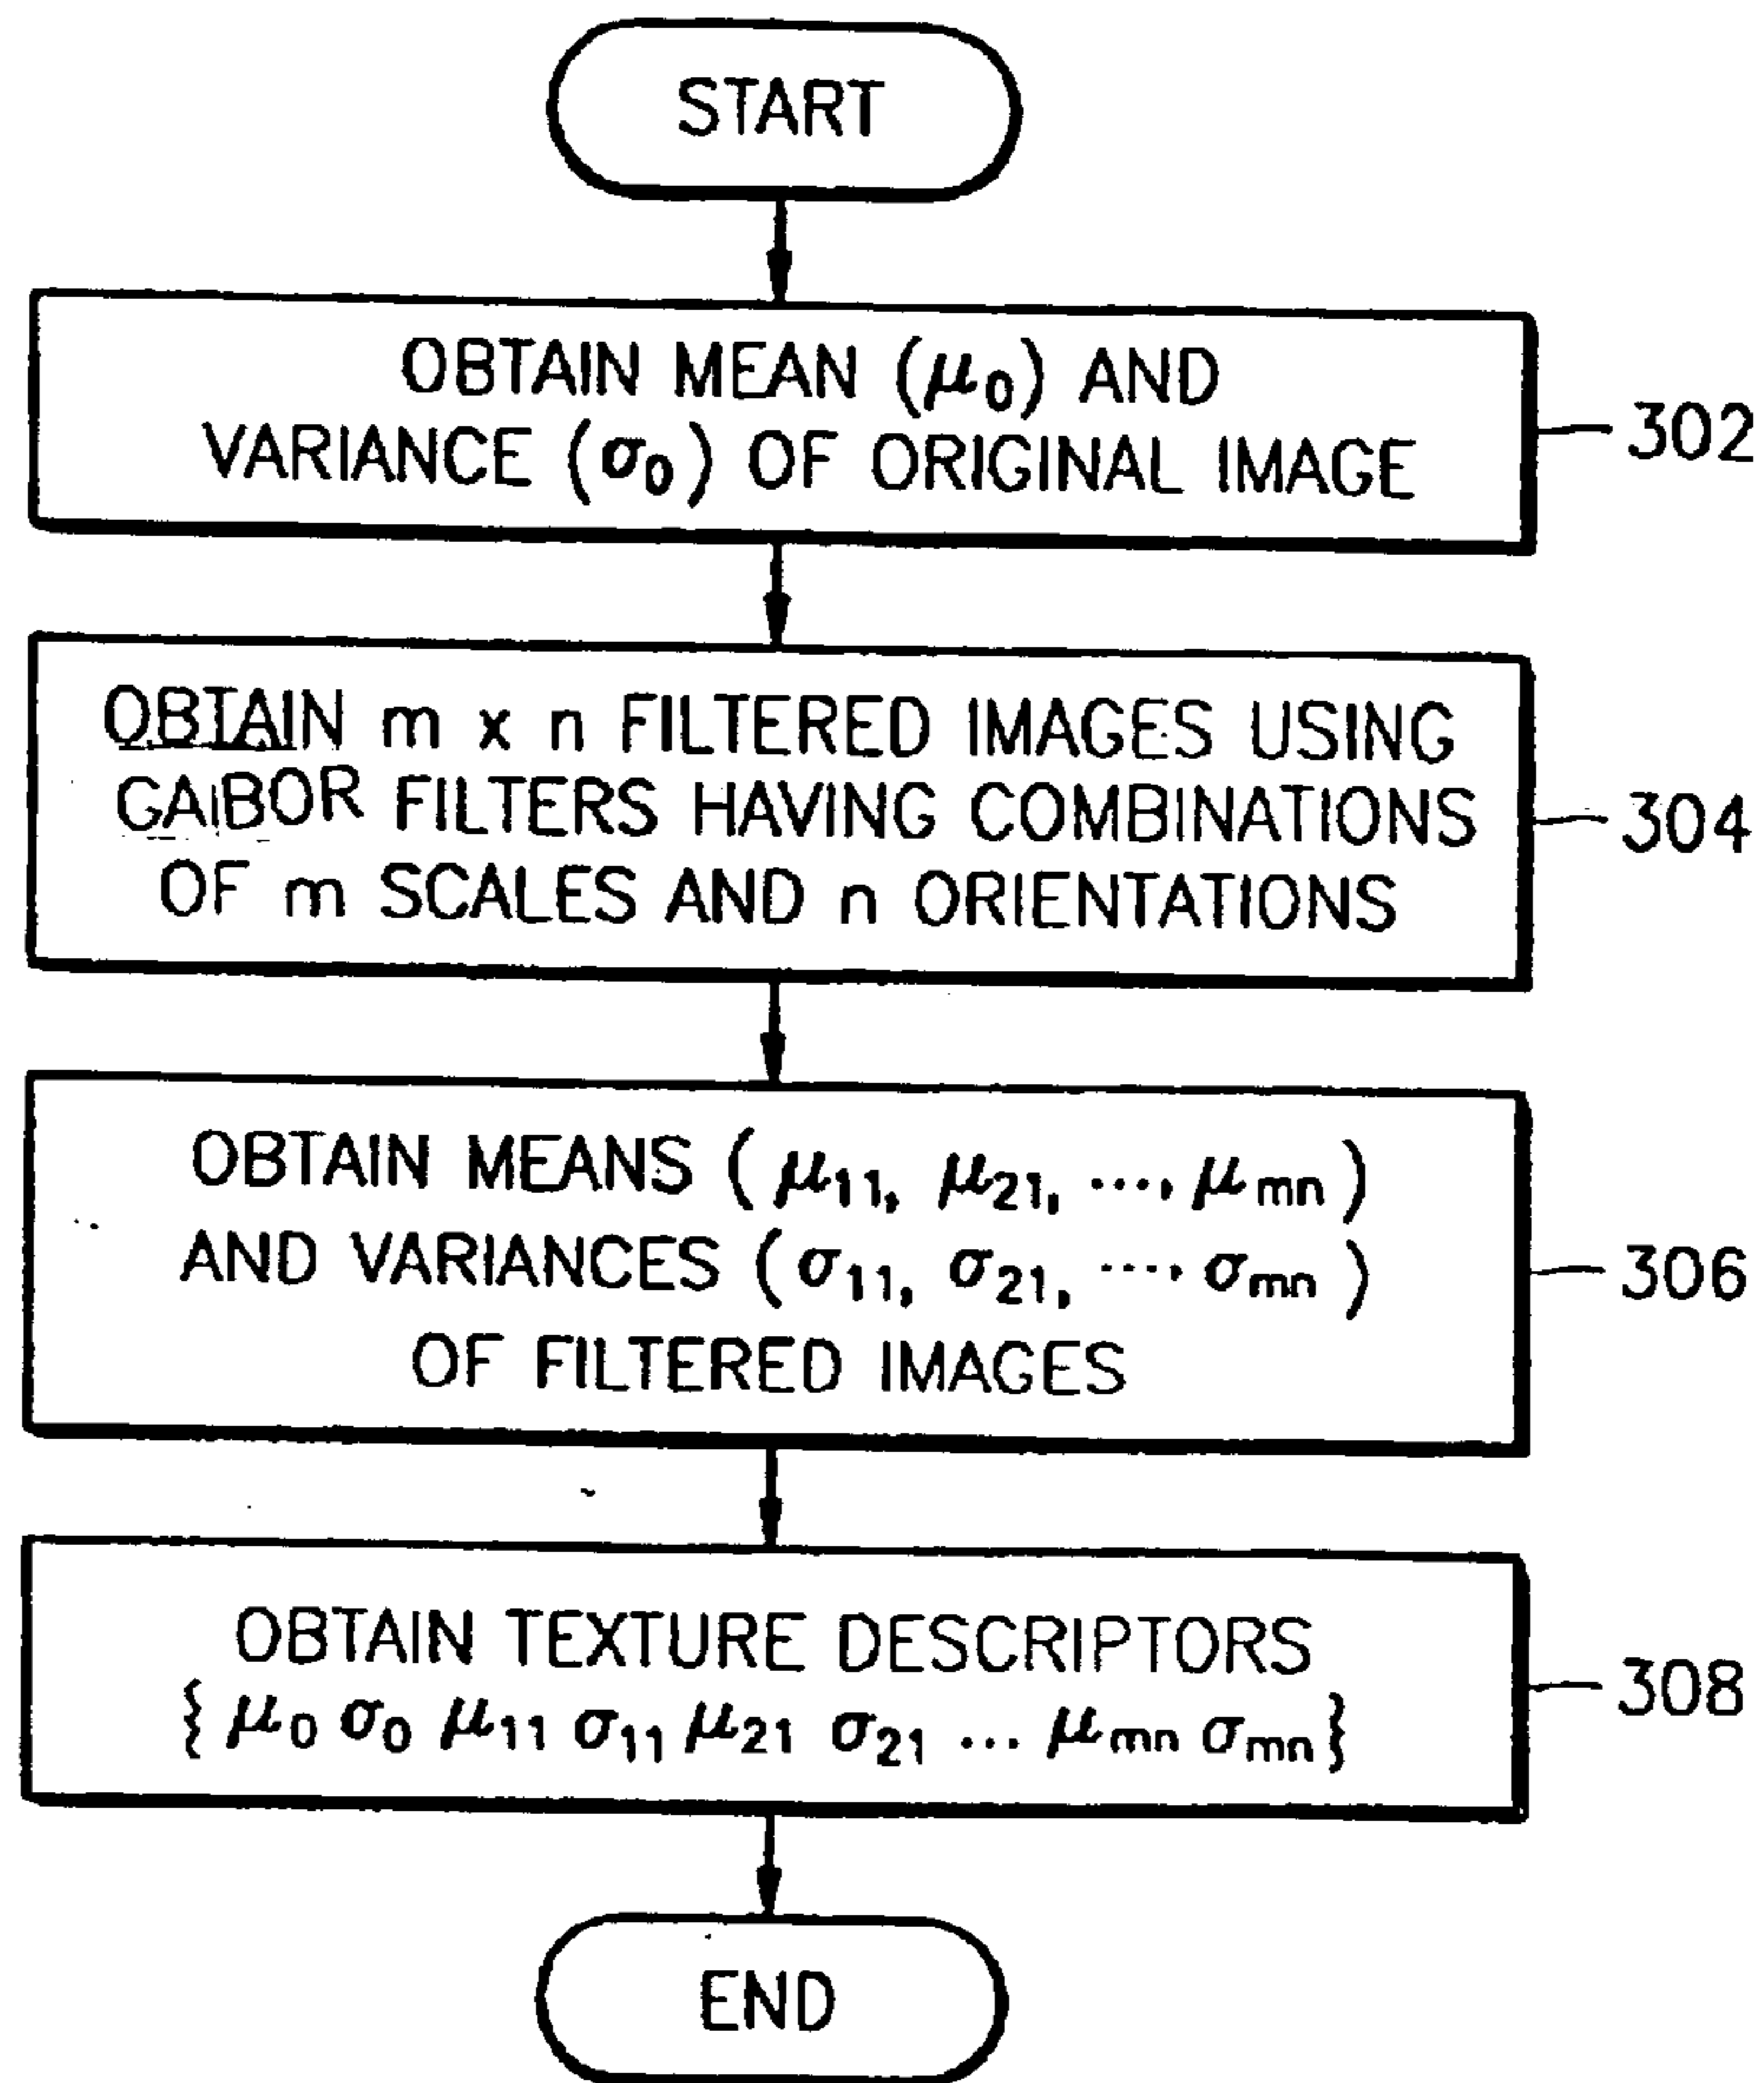 START
OBTAIN MEAN (μ₀) AND
VARIANCE (σ₀) OF ORIGINAL IMAGE
302
OBTAIN m x n FILTERED IMAGES USING
GABOR FILTERS HAVING COMBINATIONS
OF m SCALES AND n ORIENTATIONS
304
OBTAIN MEANS (μ₁₁, μ₂₁, ..., μmn)
AND VARIANCES (σ₁₁, σ₂₁, ..., σmn)
OF FILTERED IMAGES
306
OBTAIN TEXTURE DESCRIPTORS
{μ₀ σ₀ μ₁₁ σ₁₁ μ₂₁ σ₂₁ ... μmn σmn}
308
END